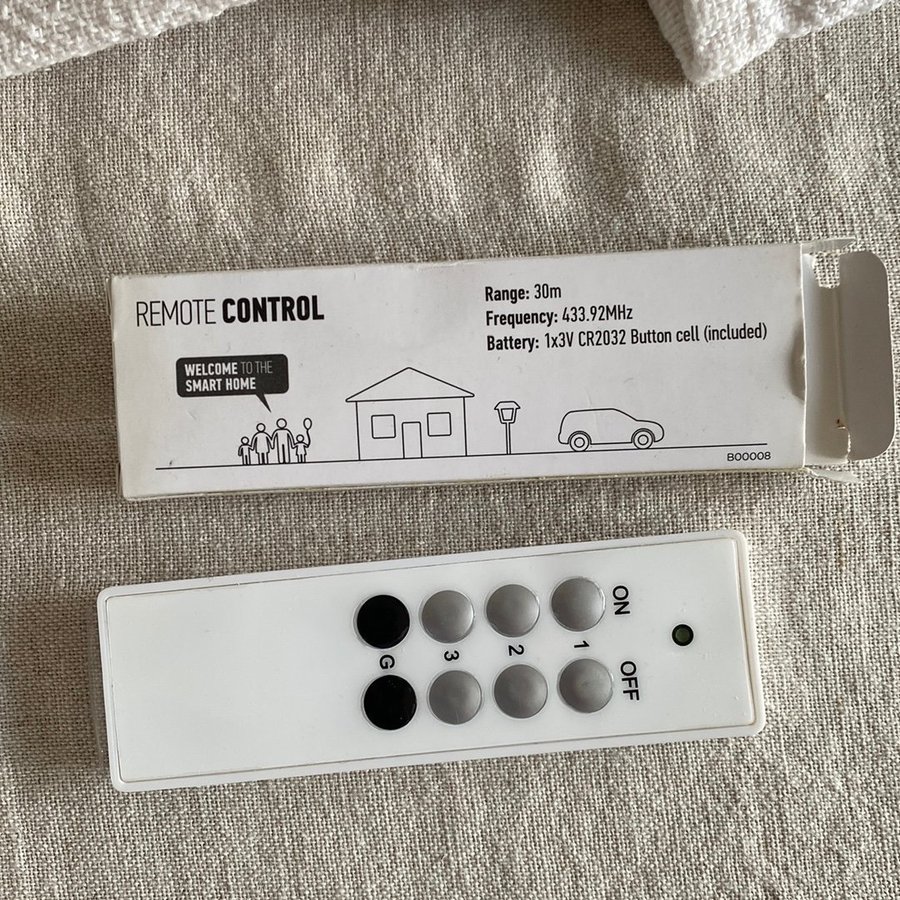 REMOTE CONTROL
Range: 30m
Frequency: 433.92MHz
Battery: 1x3V CR2032 Button cell (included)
WELCOME TO THE
SMART HOME
B00008
ON
OFF
1
2
3
G